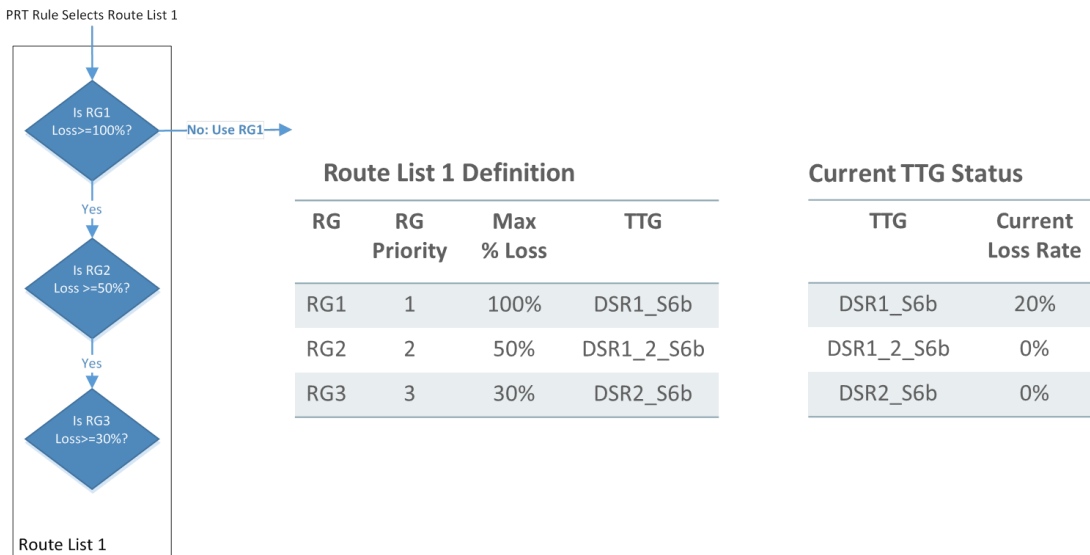 PRT Rule Selects Route List 1
Is RG1
Loss>=100%?
No: Use RG1
Yes
Is RG2
Loss >=50%?
Yes
Is RG3
Loss>=30%?
Route List 1
Route List 1 Definition
RG RG Max TTG
Priority % Loss
RG1 1 100% DSR1_S6b
RG2 2 50% DSR1_2_S6b
RG3 3 30% DSR2_S6b
Current TTG Status
TTG Current
Loss Rate
DSR1_S6b 20%
DSR1_2_S6b 0%
DSR2_S6b 0%